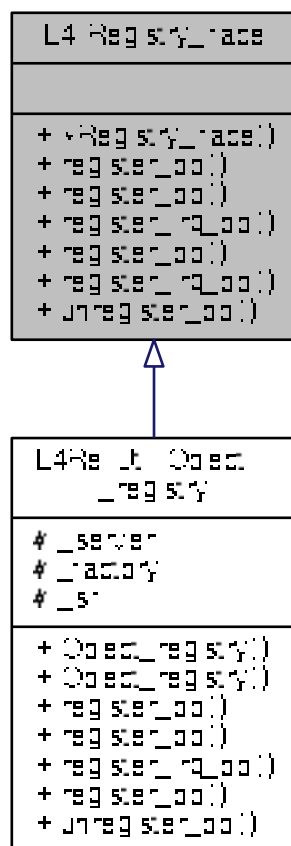 L4::Registry_iface
+ ~Registry_iface()
+ register_obj()
+ register_obj()
+ register_irq_obj()
+ register_obj()
+ register_irq_obj()
+ unregister_obj()
L4Re::Util::Object
_registry
# _server
# _factory
#
+ Object_registry()
+ Object_registry()
+ register_obj()
+ register_obj()
+ register_irq_obj()
+ register_obj()
+ unregister_obj()